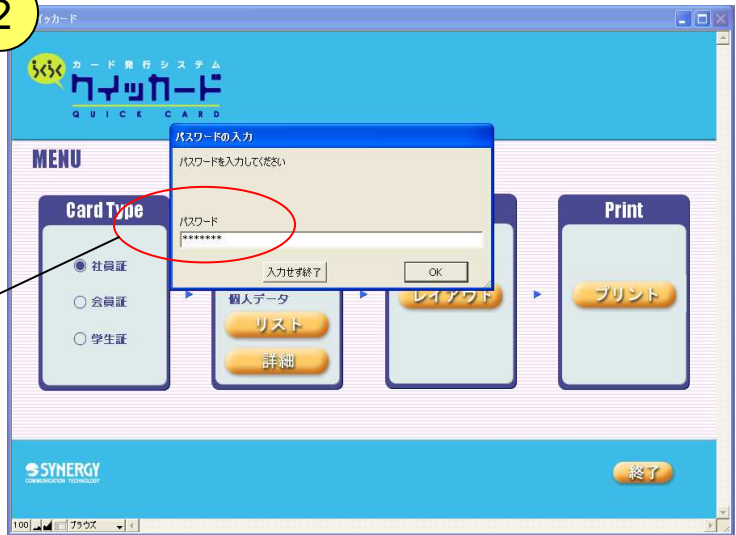 2
イッカード
らくらく
カード発行システム
クイッカード
QUICK CARD
パスワードの入力
パスワードを入力してください
パスワード
*******
入力せず終了
OK
MENU
Card Type
社員証
会員証
学生証
個人データ
リスト
詳細
レイアウト
Print
プリント
SYNERGY
COMMUNICATION TECHNOLOGY
終了
100
ブラウズ